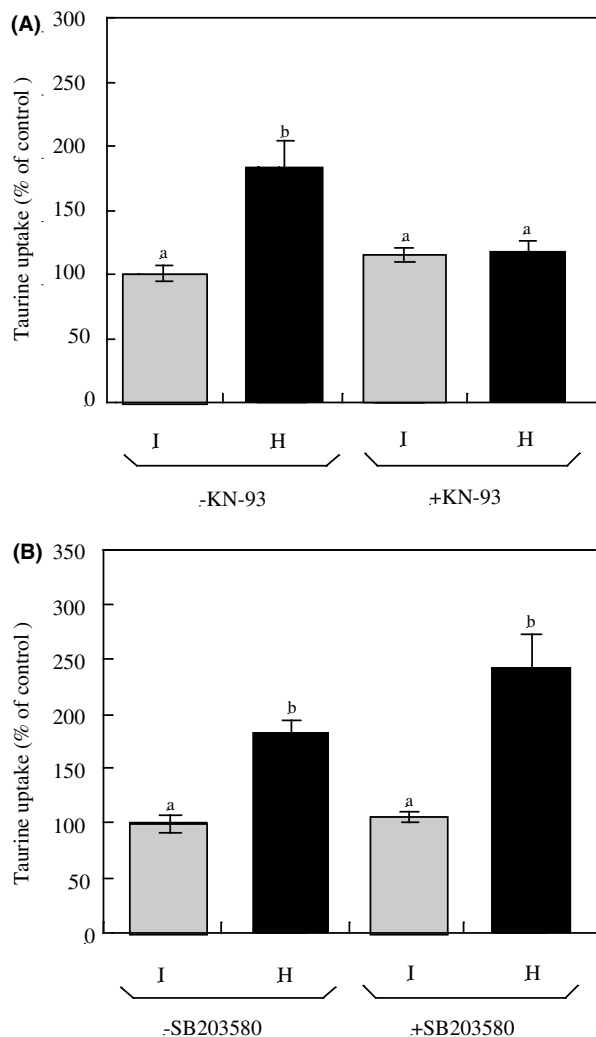 (A)
300
250
200
150
100
50
0
Taurine uptake (% of control )
a
b
a
a
I
H
I
H
-KN-93
+KN-93
(B)
350
300
250
200
150
100
50
0
Taurine uptake (% of control )
a
b
a
b
I
H
I
H
-SB203580
+SB203580